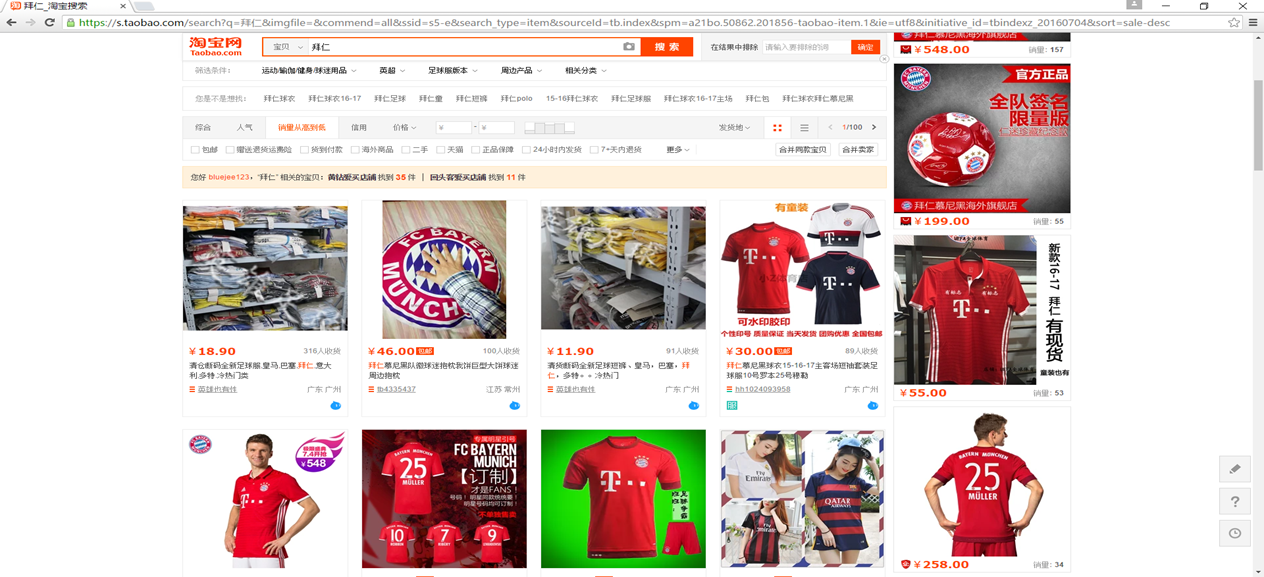 拜仁_淘宝搜索
https://s.taobao.com/search?q=拜仁&imgfile=&commend=all&ssid=s5-e&search_type=item&sourceId=tb.index&spm=a21bo.50862.201856-taobao-item.1&ie=utf8&initiative_id=tbindexz_20160704&sort=sale-desc
淘宝网
Taobao.com
宝贝
拜仁
搜索
在结果中排除
请输入要排除的词
确定
筛选条件：
运动/瑜伽/健身/球迷用品
英超
足球服版本
周边产品
相关分类
您是不是想找：
拜仁球衣
拜仁球衣16-17
拜仁足球
拜仁童
拜仁短裤
拜仁polo
15-16拜仁球衣
拜仁足球服
拜仁球衣16-17主场
拜仁包
拜仁球衣拜仁慕尼黑
综合
人气
销量从高到低
信用
价格
¥
-
¥
发货地
1/100
包邮
赠送退货运费险
货到付款
海外商品
二手
天猫
正品保障
24小时内发货
7+天内退货
更多
合并同款宝贝
合并卖家
您好 bluejee123，"拜仁" 相关的宝贝：黄钻爱买店铺 找到 35 件 | 回头客爱买店铺 找到 11 件
¥18.90
316人收货
清仓断码全新足球服.皇马.巴塞.拜仁.意大
利.多特.冷热门类
英球也有性
广东 广州
FC BAYERN
MÜNCHEN
¥46.00 包邮
100人收货
拜仁慕尼黑队徽球迷抱枕我饼巨型大饼球迷
周边抱枕
tb4335437
江苏 常州
¥11.90
91人收货
清货断码全新足球短裤 - 皇马，巴塞，拜
仁，多特。。冷热门
英球也有性
广东 广州
有童装
可水印胶印
个性印号 质量保证 当天发货 团购优惠 全国包邮
¥30.00 包邮
89人收货
拜仁慕尼黑球衣15-16-17主客场短袖套装足
球服10号罗本25号穆勒
hh1024093958
广东 广州
7.4开抢
¥548
专属明星引号
FC BAYERN
MUNICH
【订制】
才是FANS！
25
MÜLLER
10
7
9
Fly Emirates
QATAR
AIRWAYS
拜仁慕尼黑海外旗舰店
¥548.00
销量: 157
官方正品
全队签名
限量版
拜仁慕尼黑海外旗舰店
¥199.00
销量: 55
新款16-17 拜仁 有现货
童装也有
¥55.00
销量: 53
BAYERN MÜNCHEN
25
MÜLLER
¥258.00
销量: 34